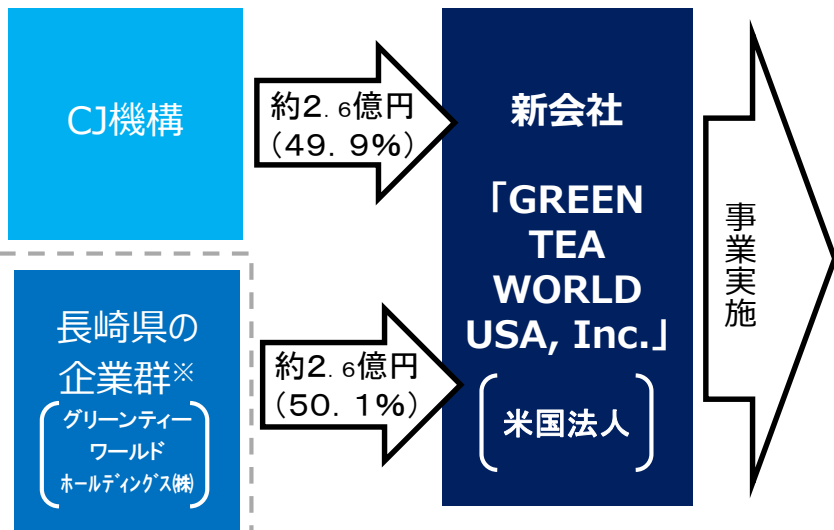 CJ機構
約2.6億円
(49.9%)
新会社
「GREEN
TEA
WORLD
USA, Inc.」
米国法人
事業実施
長崎県の
企業群※
グリーンティー
ワールド
ホールディングス㈱
約2.6億円
(50.1%)